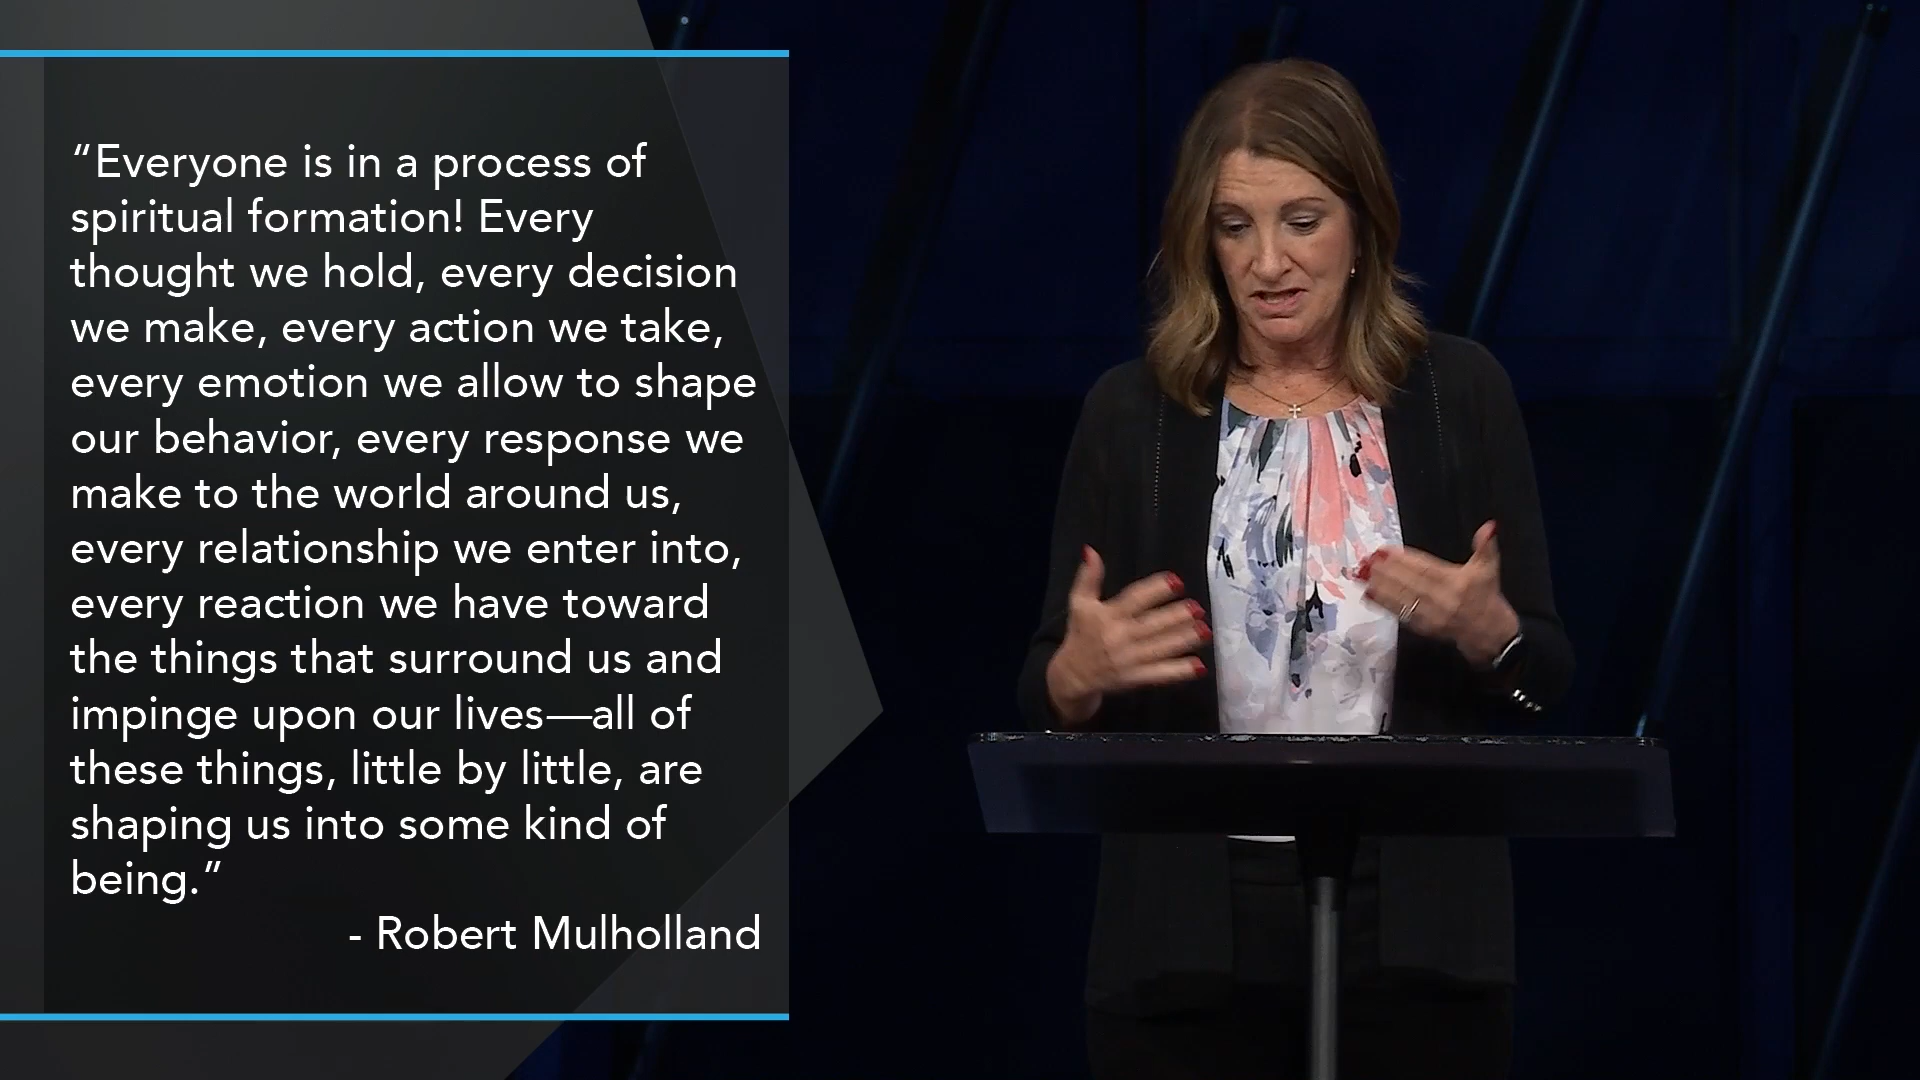 “Everyone is in a process of
spiritual formation! Every
thought we hold, every decision
we make, every action we take,
every emotion we allow to shape
our behavior, every response we
make to the world around us,
every relationship we enter into,
every reaction we have toward
the things that surround us and
impinge upon our lives—all of
these things, little by little, are
shaping us into some kind of
being.”
- Robert Mulholland